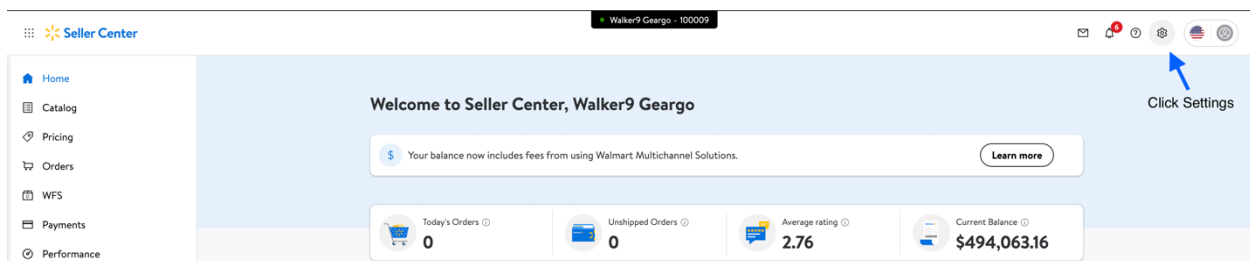 Walker9 Geargo - 100009
Seller Center
6
Click Settings
Home
Catalog
Pricing
Orders
WFS
Payments
Performance
Welcome to Seller Center, Walker9 Geargo
$ Your balance now includes fees from using Walmart Multichannel Solutions.
Learn more
Today's Orders
0
Unshipped Orders
0
Average rating
2.76
Current Balance
$494,063.16